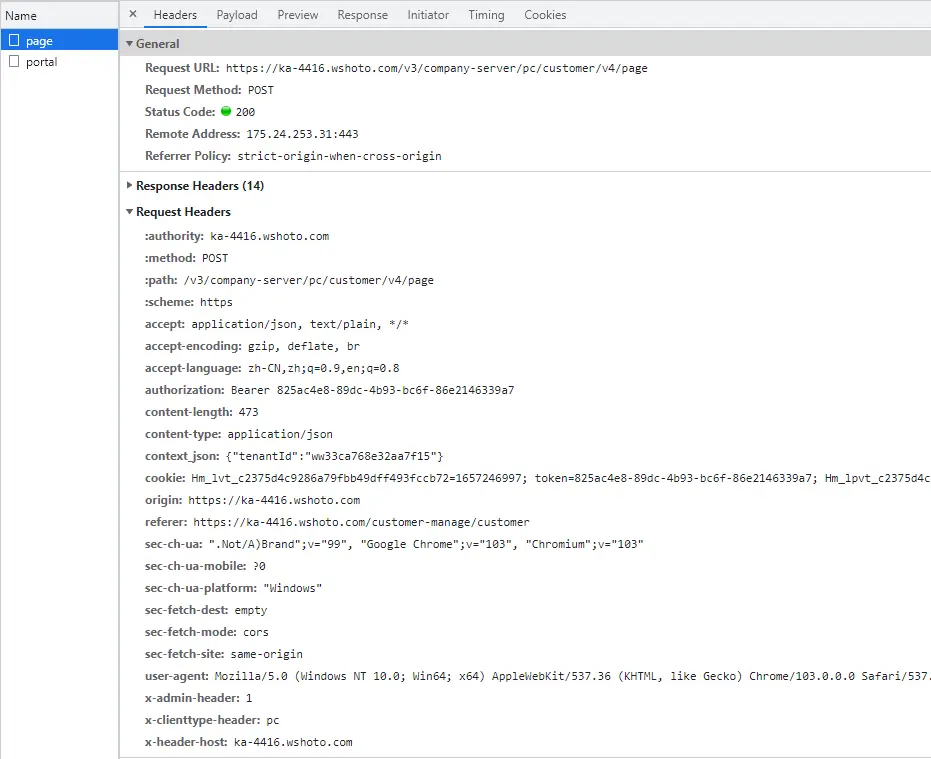 Name
page
portal
× Headers Payload Preview Response Initiator Timing Cookies
▼ General
Request URL: https://ka-4416.wshoto.com/v3/company-server/pc/customer/v4/page
Request Method: POST
Status Code: 200
Remote Address: 175.24.253.31:443
Referrer Policy: strict-origin-when-cross-origin
▶ Response Headers (14)
▼ Request Headers
:authority: ka-4416.wshoto.com
:method: POST
:path: /v3/company-server/pc/customer/v4/page
:scheme: https
accept: application/json, text/plain, */*
accept-encoding: gzip, deflate, br
accept-language: zh-CN,zh;q=0.9,en;q=0.8
authorization: Bearer 825ac4e8-89dc-4b93-bc6f-86e2146339a7
content-length: 473
content-type: application/json
context_json: {"tenantId":"ww33ca768e32aa7f15"}
cookie: Hm_lvt_c2375d4c9286a79fbb49dff493fccb72=1657246997; token=825ac4e8-89dc-4b93-bc6f-86e2146339a7; Hm_lpvt_c2375d4c
origin: https://ka-4416.wshoto.com
referer: https://ka-4416.wshoto.com/customer-manage/customer
sec-ch-ua: ".Not/A)Brand";v="99", "Google Chrome";v="103", "Chromium";v="103"
sec-ch-ua-mobile: ?0
sec-ch-ua-platform: "Windows"
sec-fetch-dest: empty
sec-fetch-mode: cors
sec-fetch-site: same-origin
user-agent: Mozilla/5.0 (Windows NT 10.0; Win64; x64) AppleWebKit/537.36 (KHTML, like Gecko) Chrome/103.0.0.0 Safari/537.
x-admin-header: 1
x-clienttype-header: pc
x-header-host: ka-4416.wshoto.com